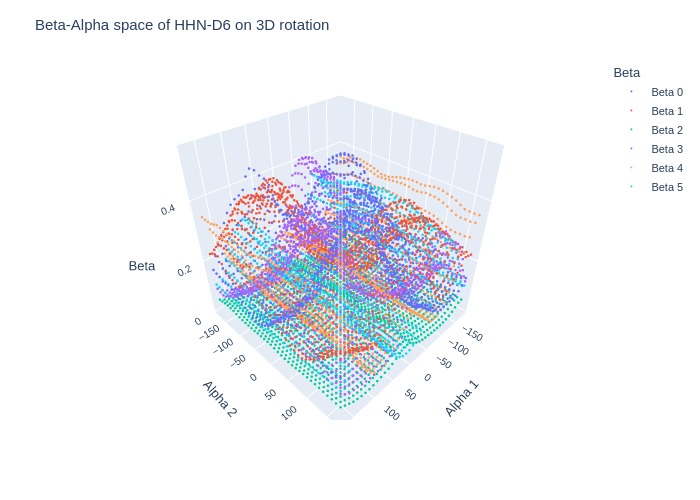 Beta-Alpha space of HHN-D6 on 3D rotation
Beta
Beta 0
Beta 1
Beta 2
Beta 3
Beta 4
Beta 5
0.4
0.2
0
Beta
−150
−100
−50
0
50
100
Alpha 2
−150
−100
−50
0
50
100
Alpha 1